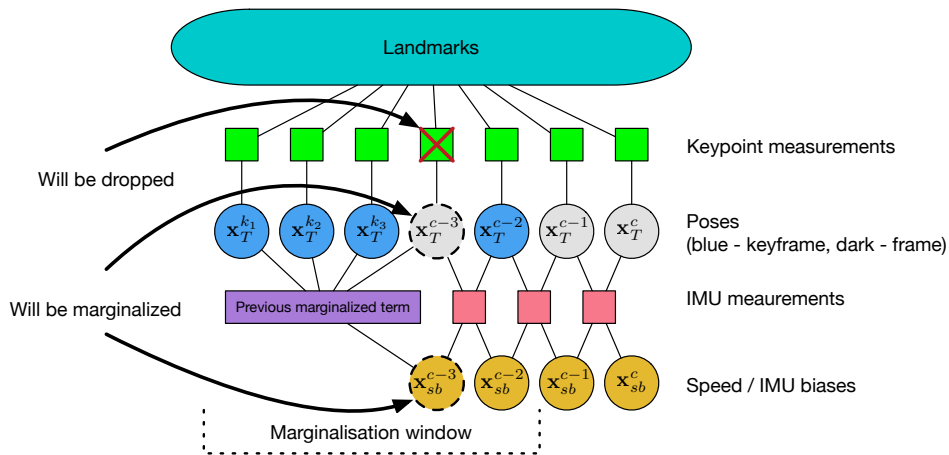 Landmarks
Keypoint measurements
Will be dropped
x_T^{k_1} x_T^{k_2} x_T^{k_3} x_T^{c-3} x_T^{c-2} x_T^{c-1} x_T^c
Poses
(blue - keyframe, dark - frame)
Will be marginalized
Previous marginalized term
IMU meaurements
x_{sb}^{c-3} x_{sb}^{c-2} x_{sb}^{c-1} x_{sb}^c
Speed / IMU biases
Marginalisation window